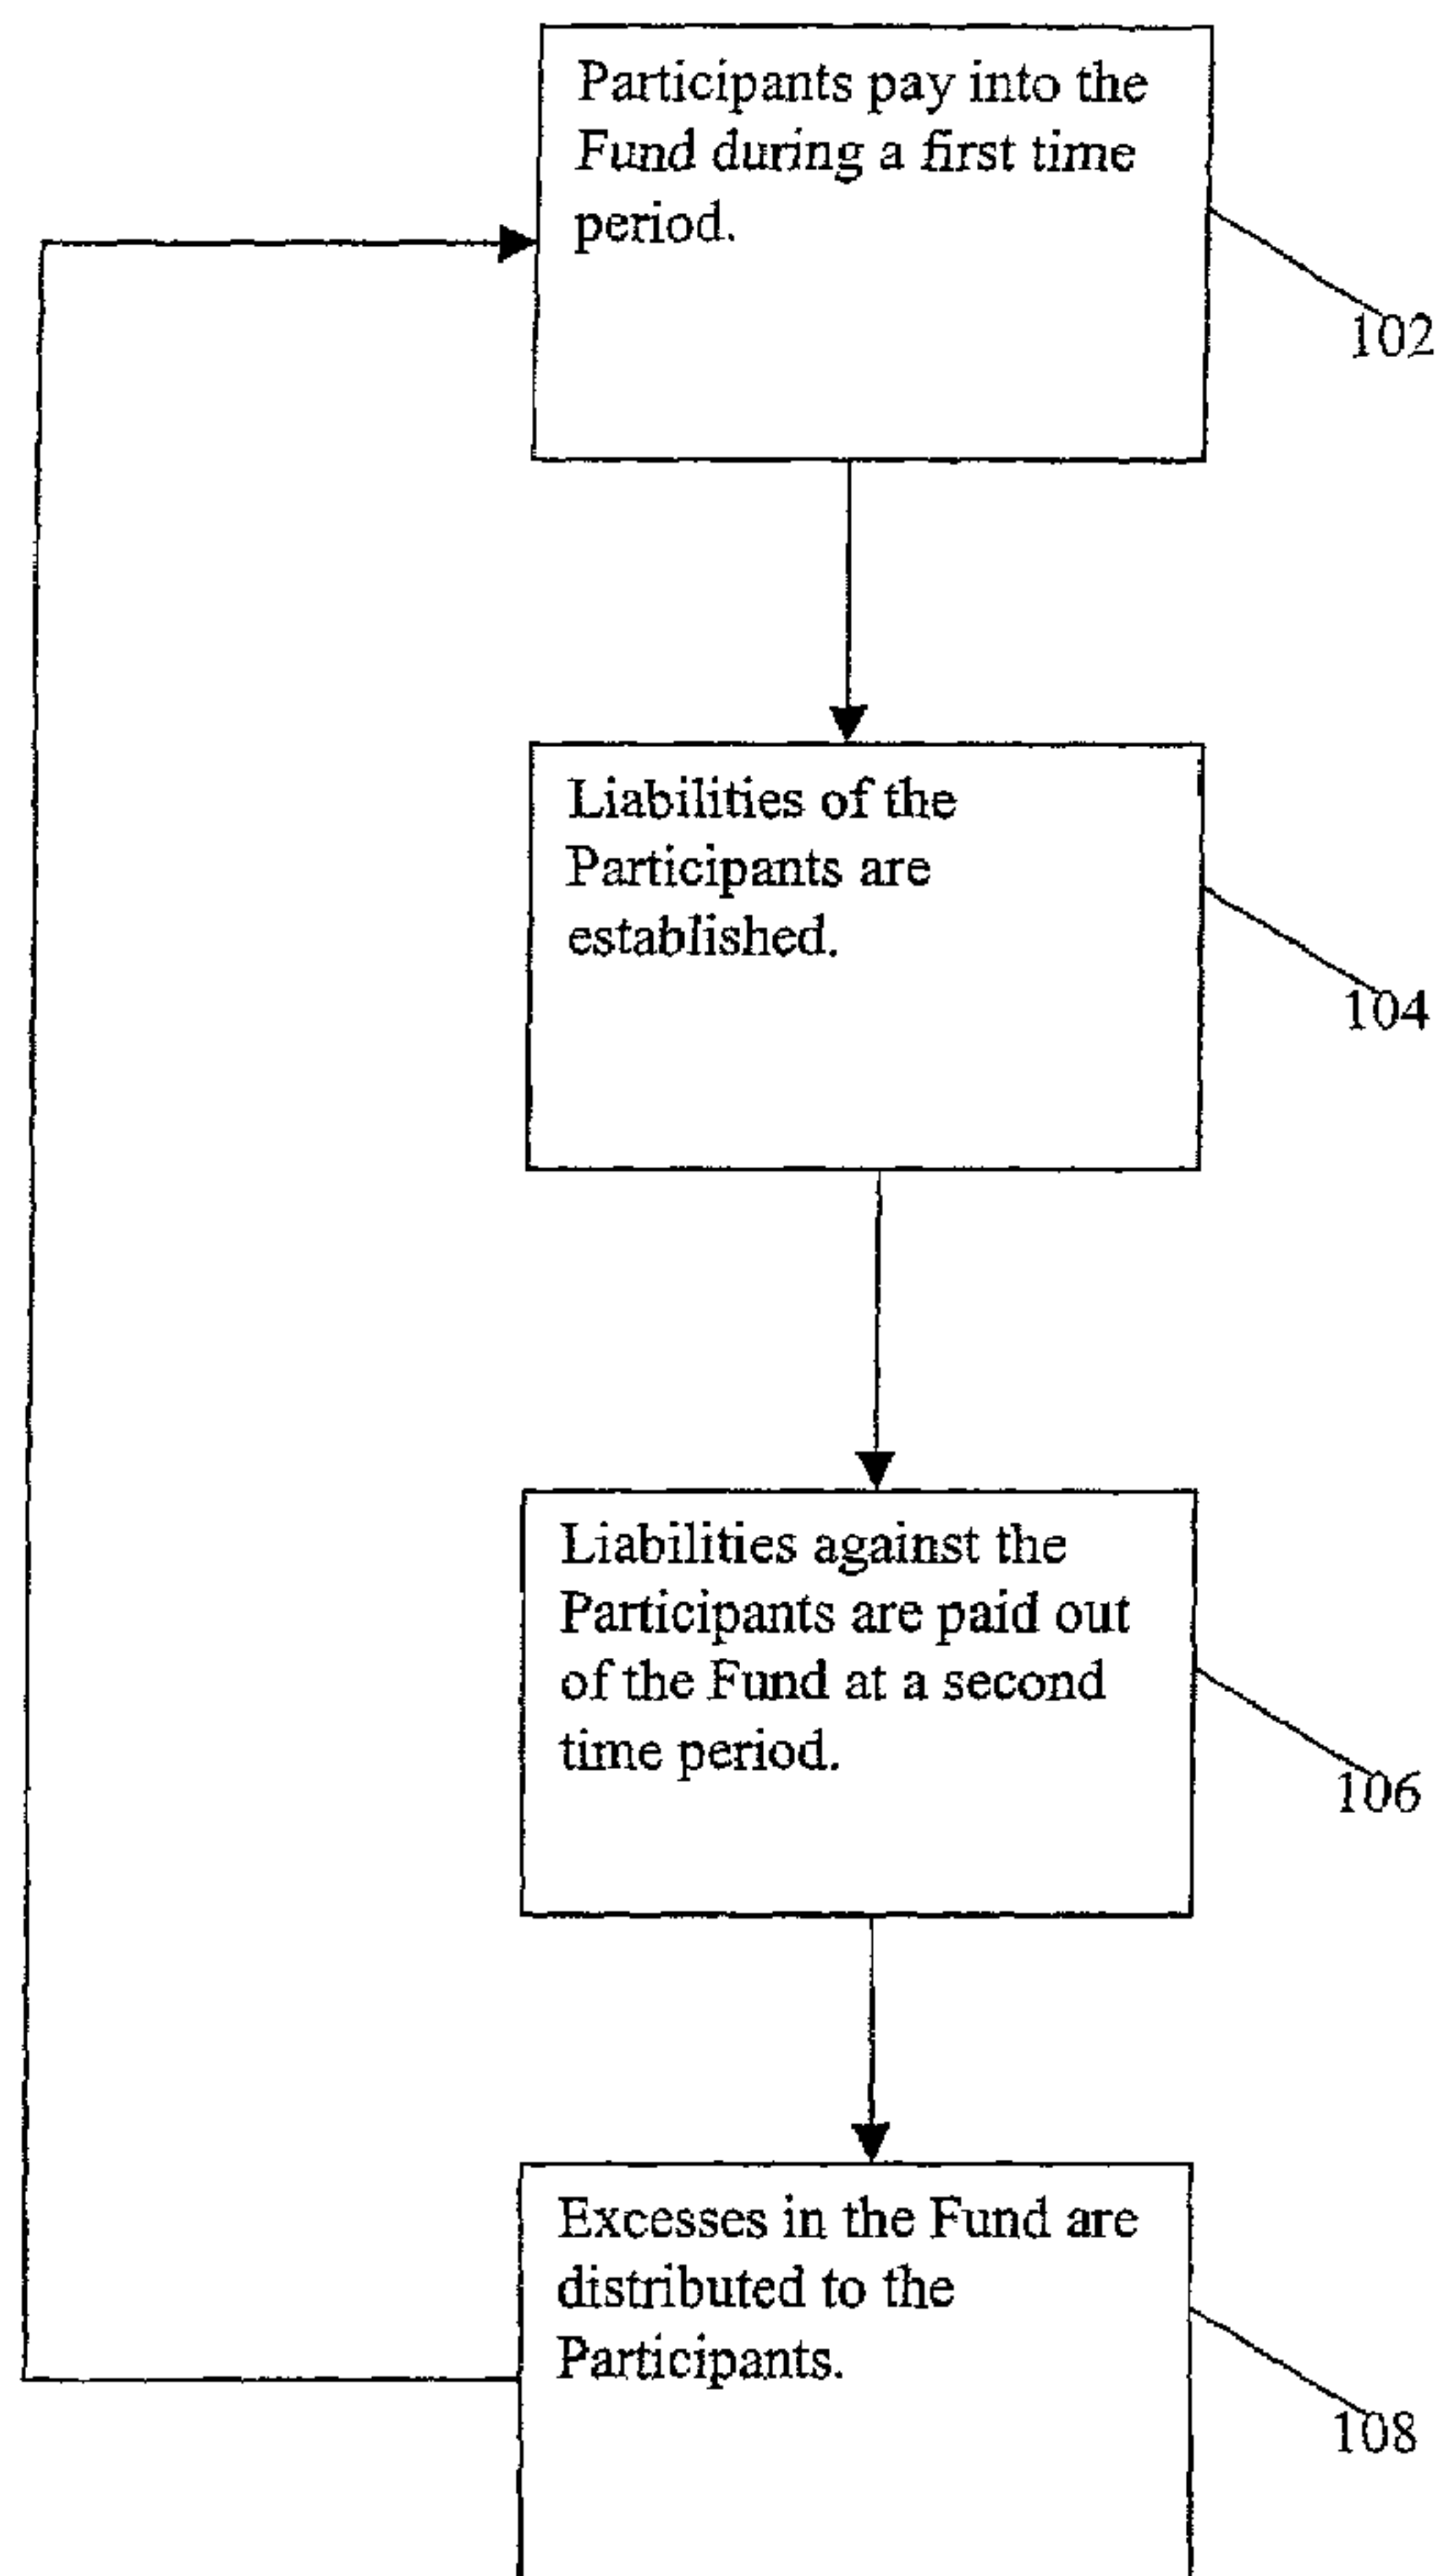 Participants pay into the
Fund during a first time
period.
102
Liabilities of the
Participants are
established.
104
Liabilities against the
Participants are paid out
of the Fund at a second
time period.
106
Excesses in the Fund are
distributed to the
Participants.
108